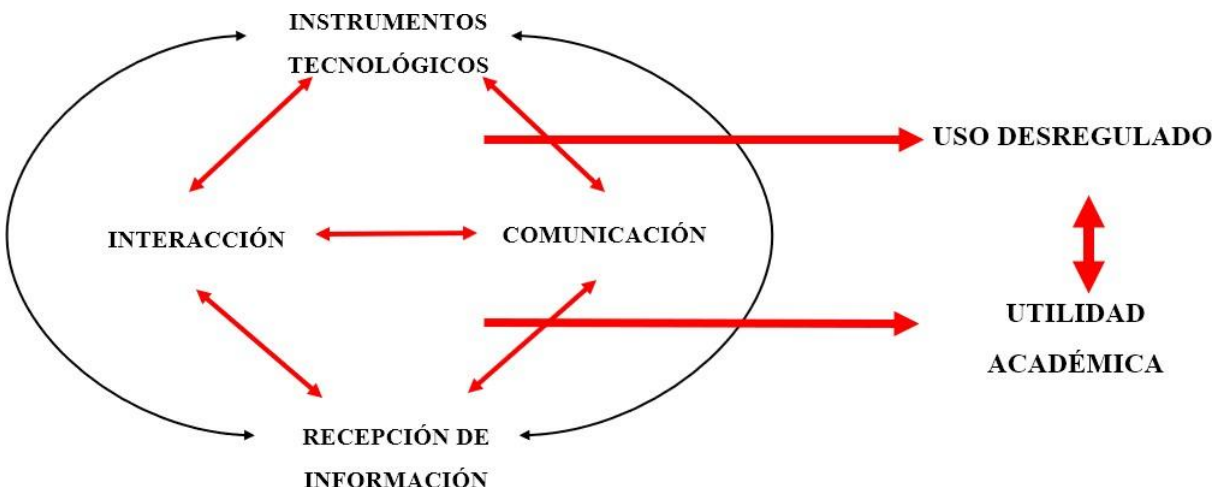 INSTRUMENTOS
TECNOLÓGICOS
USO DESREGULADO
INTERACCIÓN
COMUNICACIÓN
UTILIDAD
ACADÉMICA
RECEPCIÓN DE
INFORMACIÓN